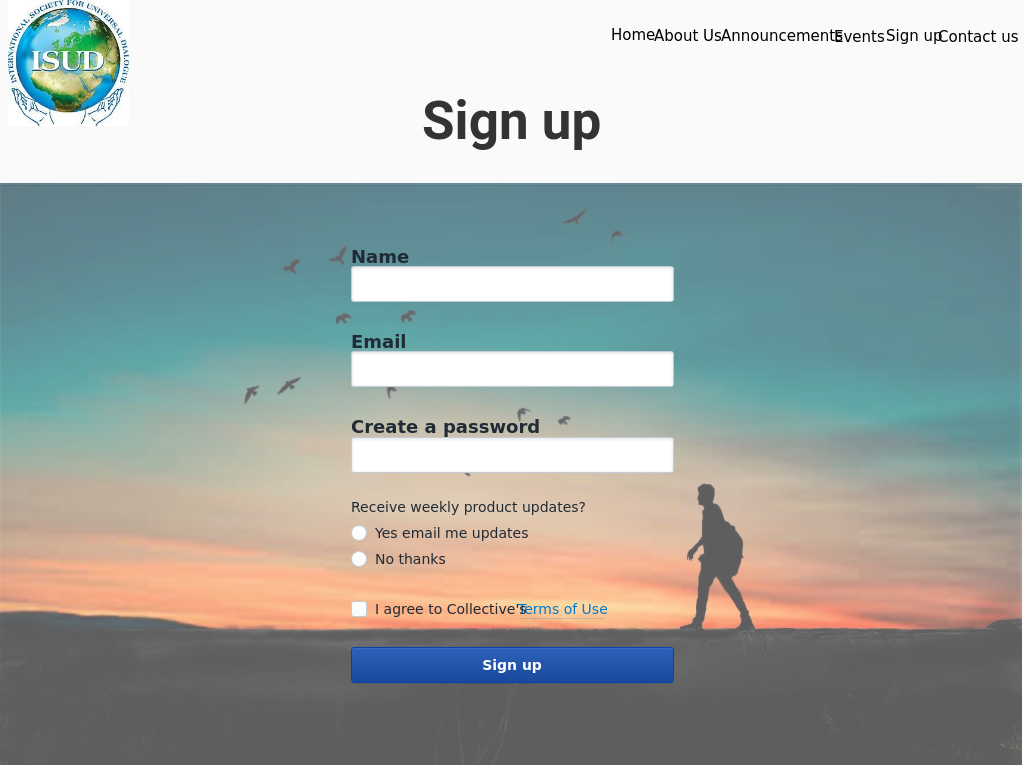 INTERNATIONAL SOCIETY FOR UNIVERSAL DIALOGUE
ISUD
Home About Us Announcements Events Sign up Contact us
Sign up
Name
Email
Create a password
Receive weekly product updates?
Yes email me updates
No thanks
I agree to Collective's Terms of Use
Sign up